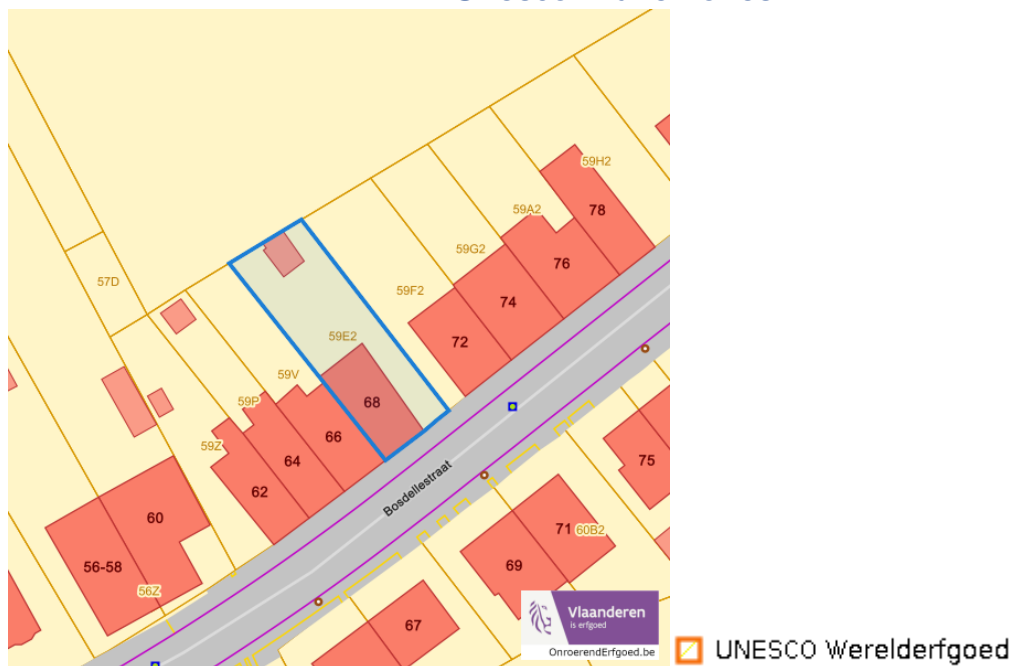 59H2
78
59A2
76
59G2
57D
59F2
74
59E2
72
59V
68
59P
66
59Z
64
75
62
Bosdellestraat
60
71
60B2
56-58
69
56Z
67
Vlaanderen
is erfgoed
OnroerendErfgoed.be
UNESCO Werelderfgoed